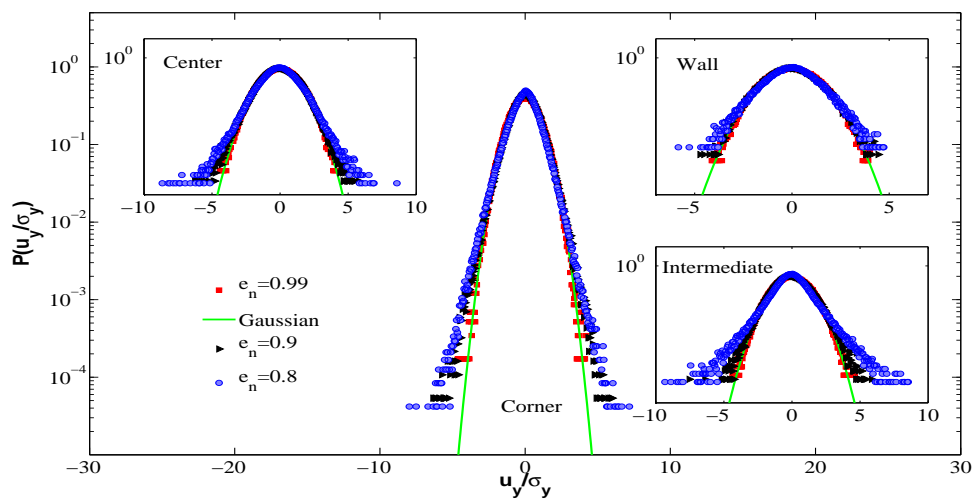 Center
10^0
−10 −5 0 5 10
Wall
10^0
−5 0 5
Intermediate
10^0
−10 −5 0 5 10
P(u_y/σ_y)
10^0
10^−1
10^−2
10^−3
10^−4
e_n=0.99
Gaussian
e_n=0.9
e_n=0.8
Corner
−30 −20 −10 0 10 20 30
u_y/σ_y